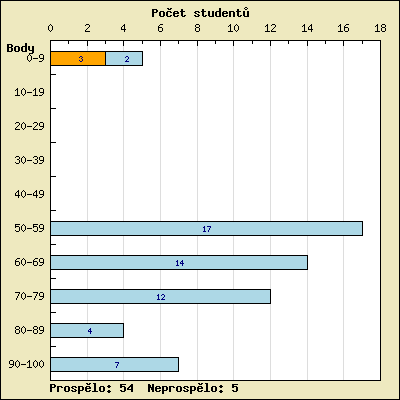 Počet studentů
0 2 4 6 8 10 12 14 16 18
Body
0-9 3 2
10-19
20-29
30-39
40-49
50-59 17
60-69 14
70-79 12
80-89 4
90-100 7
Prospělo: 54 Neprospělo: 5